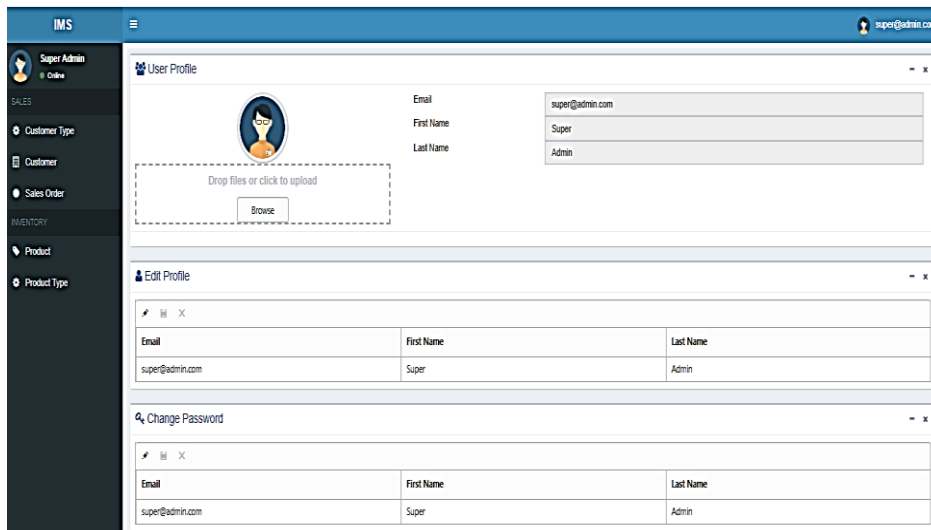 IMS
super@admin.co
Super Admin
Online
SALES
Customer Type
Customer
Sales Order
INVENTORY
Product
Product Type
User Profile
Drop files or click to upload
Browse
Email super@admin.com
First Name Super
Last Name Admin
Edit Profile
Email First Name Last Name
super@admin.com Super Admin
Change Password
Email First Name Last Name
super@admin.com Super Admin